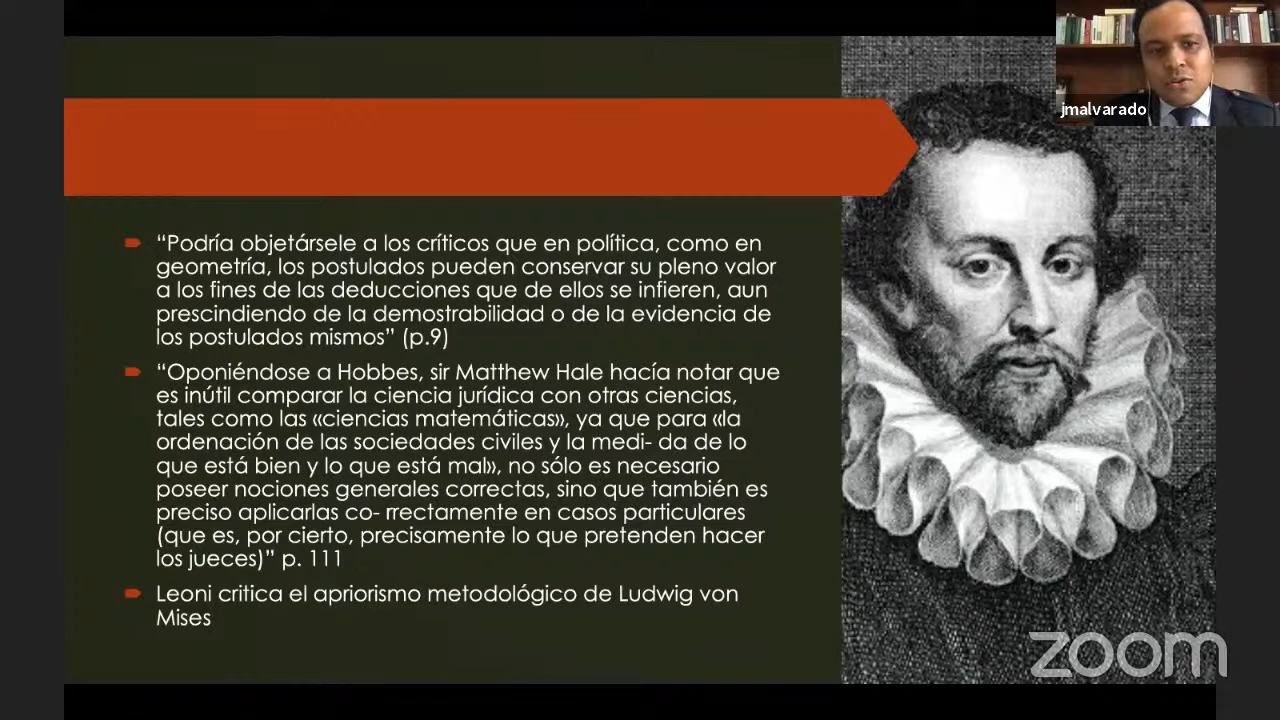 jmalvarado
“Podría objetársele a los críticos que en política, como en
geometría, los postulados pueden conservar su pleno valor
a los fines de las deducciones que de ellos se infieren, aun
prescindiendo de la demostrabilidad o de la evidencia de
los postulados mismos” (p.9)
“Oponiéndose a Hobbes, sir Matthew Hale hacía notar que
es inútil comparar la ciencia jurídica con otras ciencias,
tales como las «ciencias matemáticas», ya que para «la
ordenación de las sociedades civiles y la medi- da de lo
que está bien y lo que está mal», no sólo es necesario
poseer nociones generales correctas, sino que también es
preciso aplicarlas co- rrectamente en casos particulares
(que es, por cierto, precisamente lo que pretenden hacer
los jueces)” p. 111
Leoni critica el apriorismo metodológico de Ludwig von
Mises
zoom